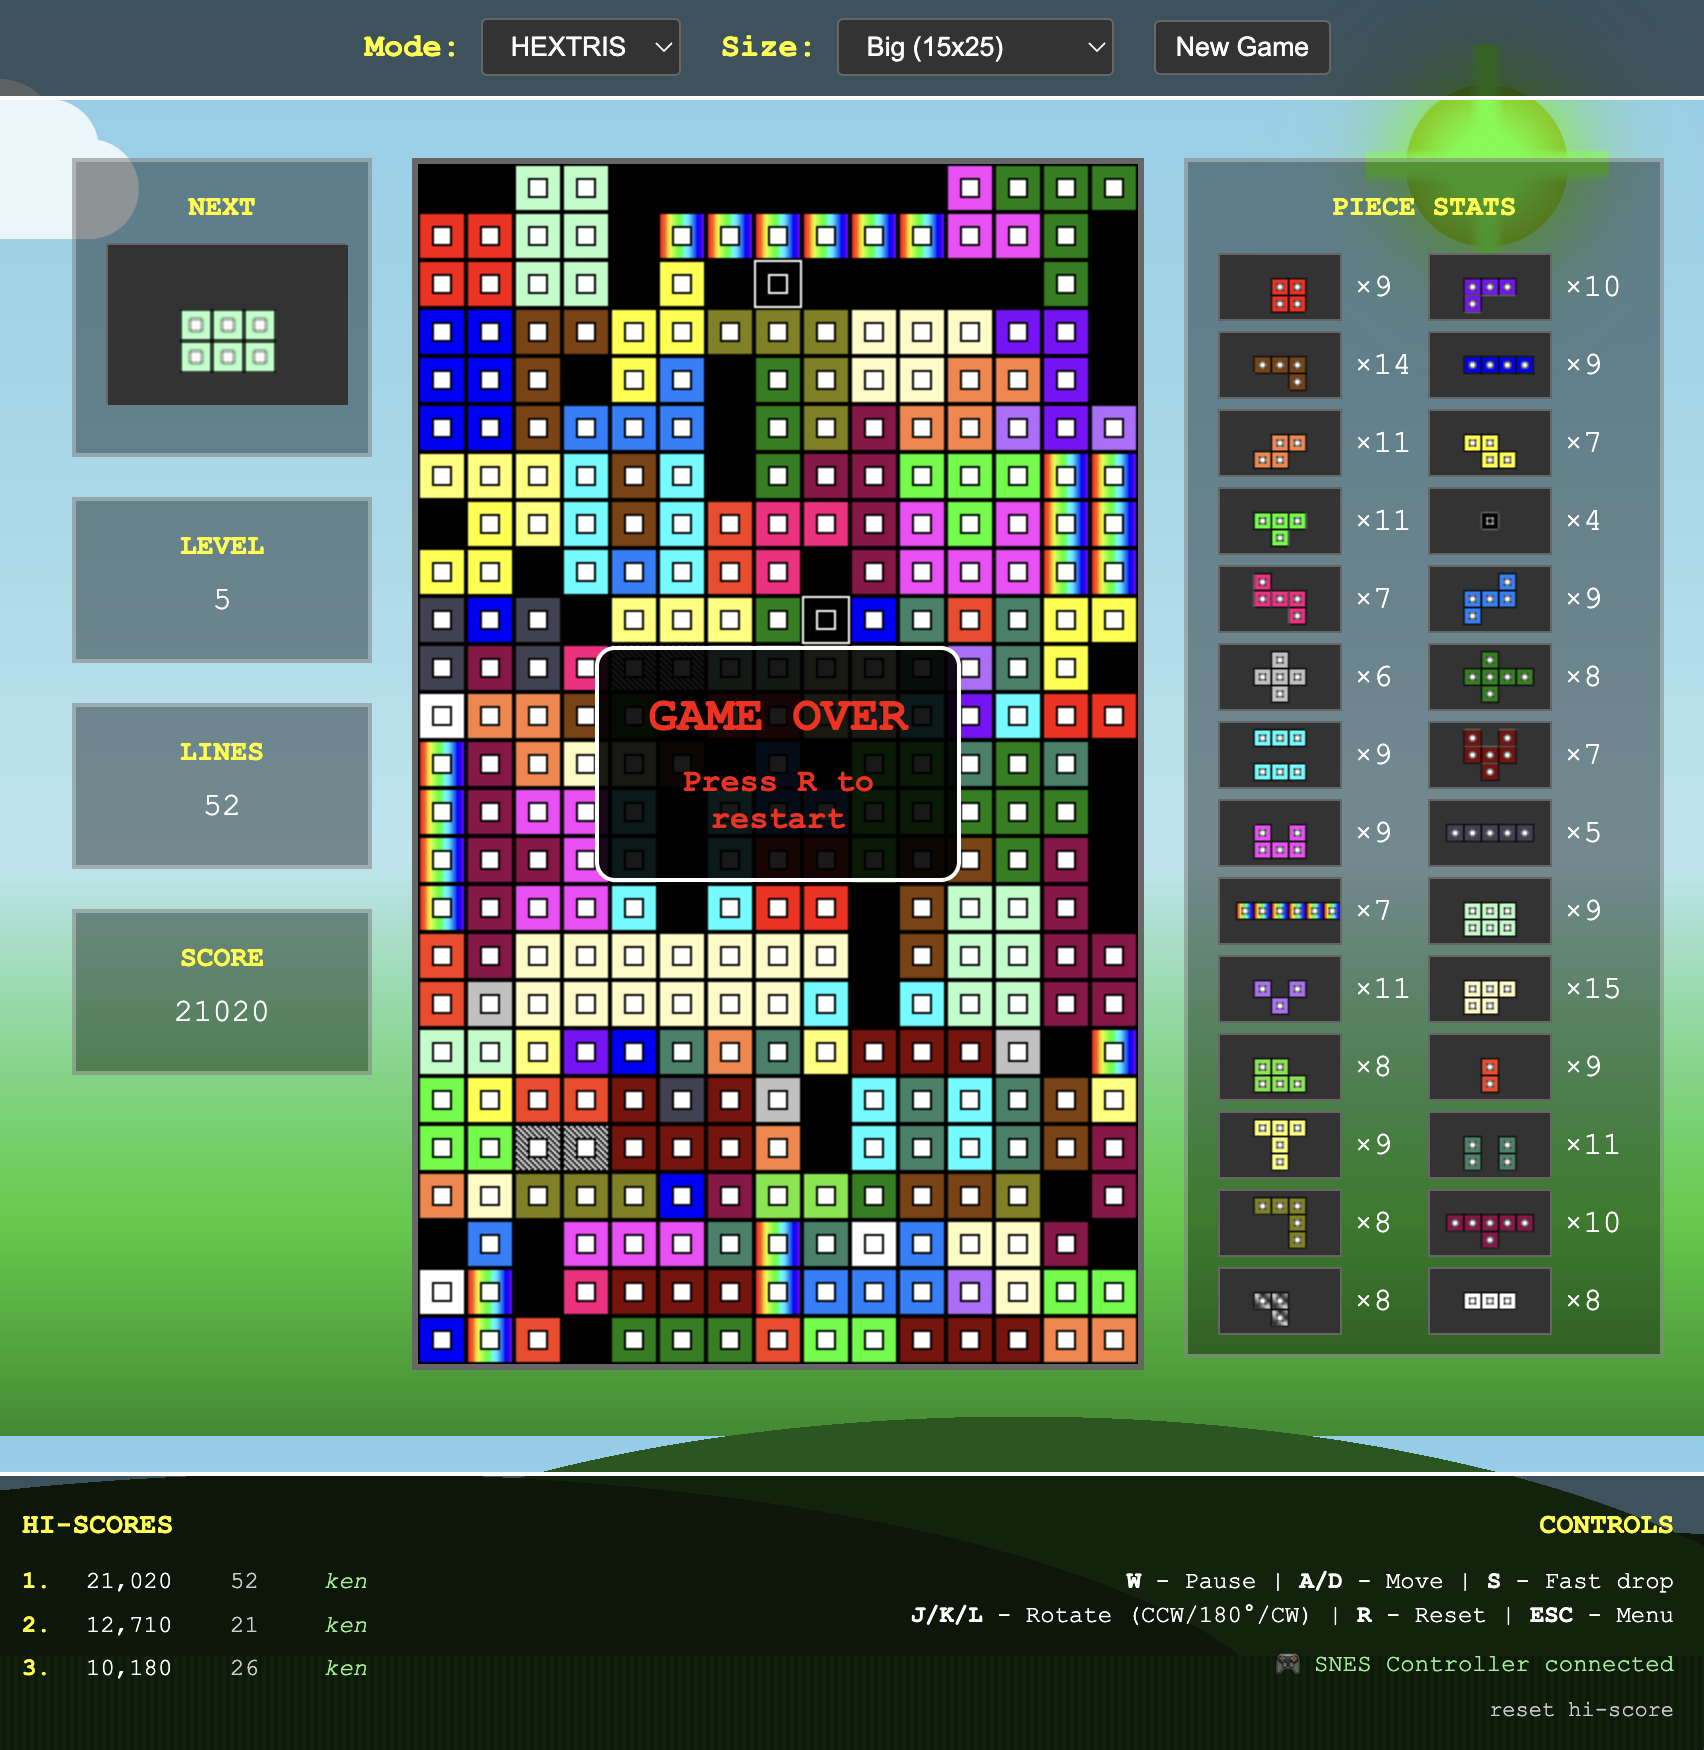 Mode: HEXTRIS Size: Big (15x25) New Game
NEXT
LEVEL
5
LINES
52
SCORE
21020
GAME OVER
Press R to
restart
PIECE STATS
×9 ×10
×14 ×9
×11 ×7
×11 ×4
×7 ×9
×6 ×8
×9 ×7
×9 ×5
×7 ×9
×11 ×15
×8 ×9
×9 ×11
×8 ×10
×8 ×8
HI-SCORES
1. 21,020 52 ken
2. 12,710 21 ken
3. 10,180 26 ken
CONTROLS
W - Pause | A/D - Move | S - Fast drop
J/K/L - Rotate (CCW/180°/CW) | R - Reset | ESC - Menu
🎮 SNES Controller connected
reset hi-score